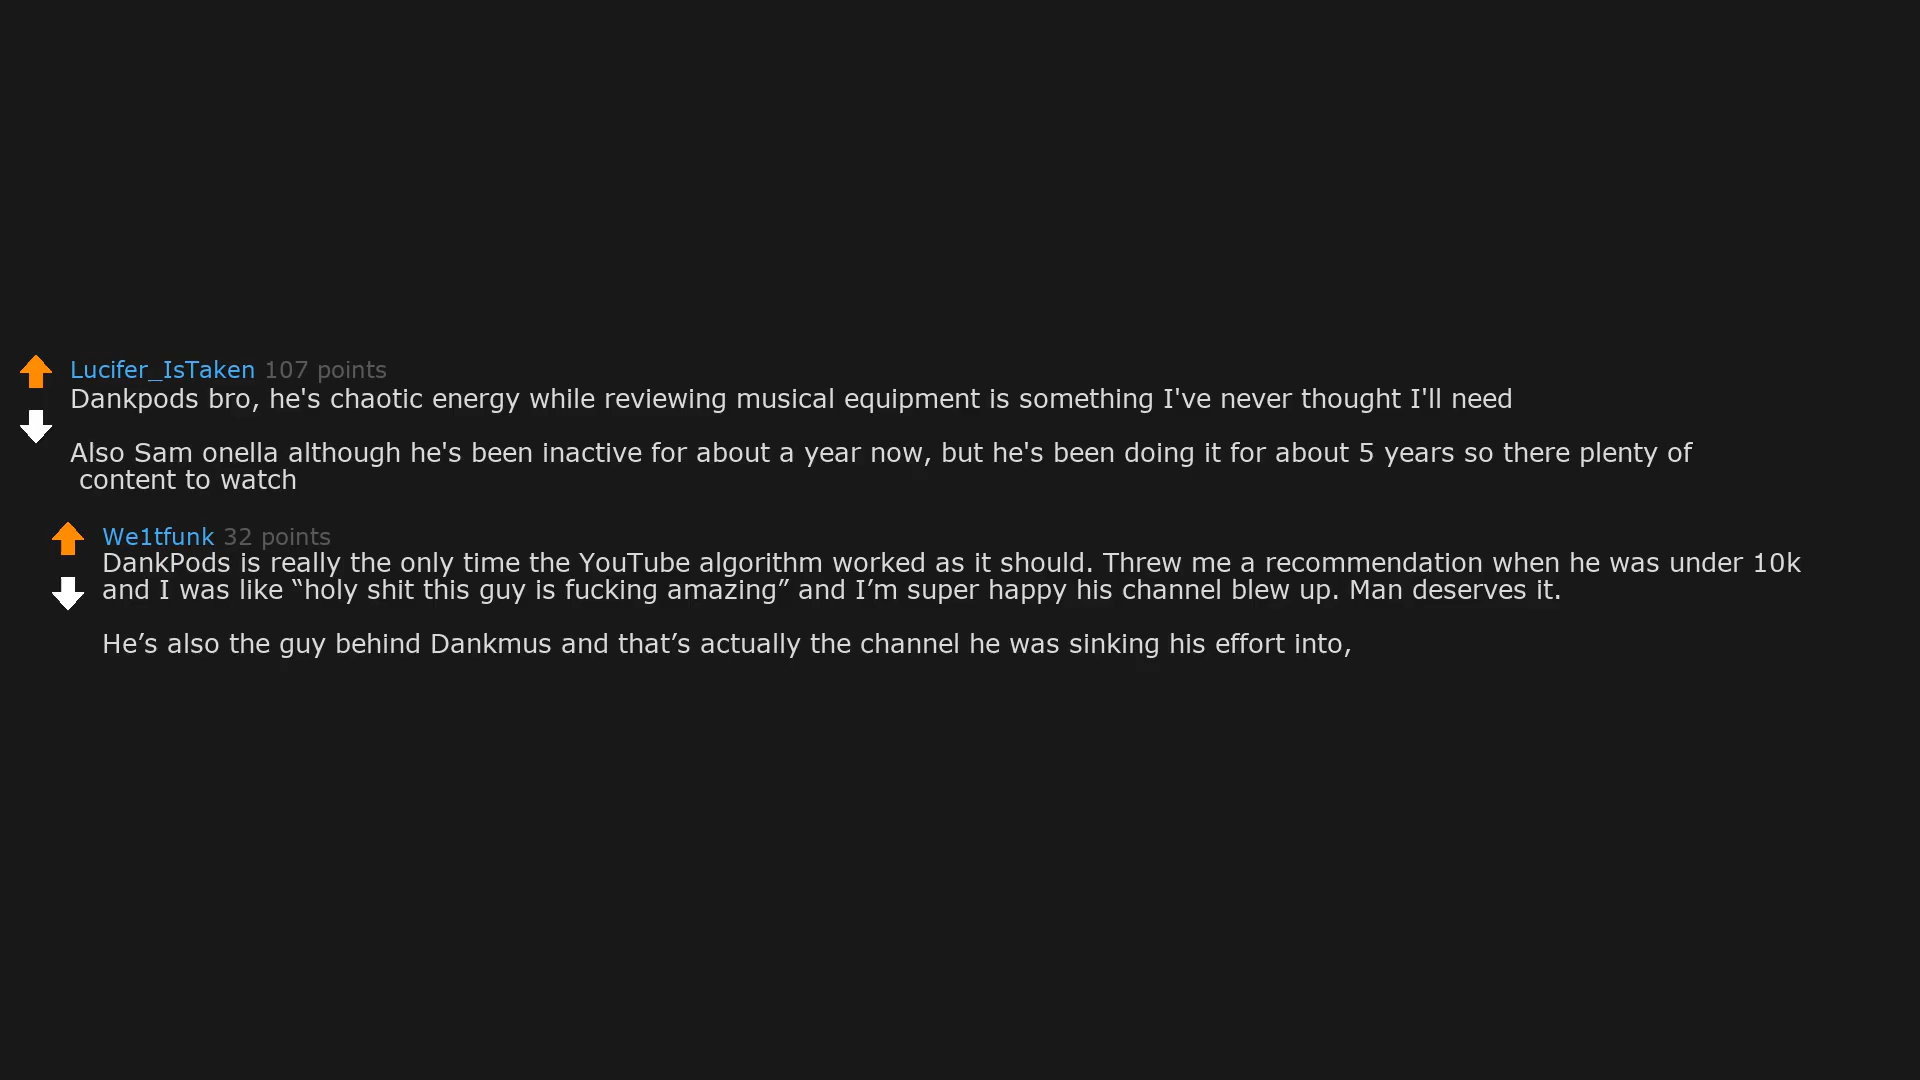 Lucifer_IsTaken 107 points
Dankpods bro, he's chaotic energy while reviewing musical equipment is something I've never thought I'll need
Also Sam onella although he's been inactive for about a year now, but he's been doing it for about 5 years so there plenty of
content to watch
We1tfunk 32 points
DankPods is really the only time the YouTube algorithm worked as it should. Threw me a recommendation when he was under 10k
and I was like “holy shit this guy is fucking amazing” and I’m super happy his channel blew up. Man deserves it.
He’s also the guy behind Dankmus and that’s actually the channel he was sinking his effort into,